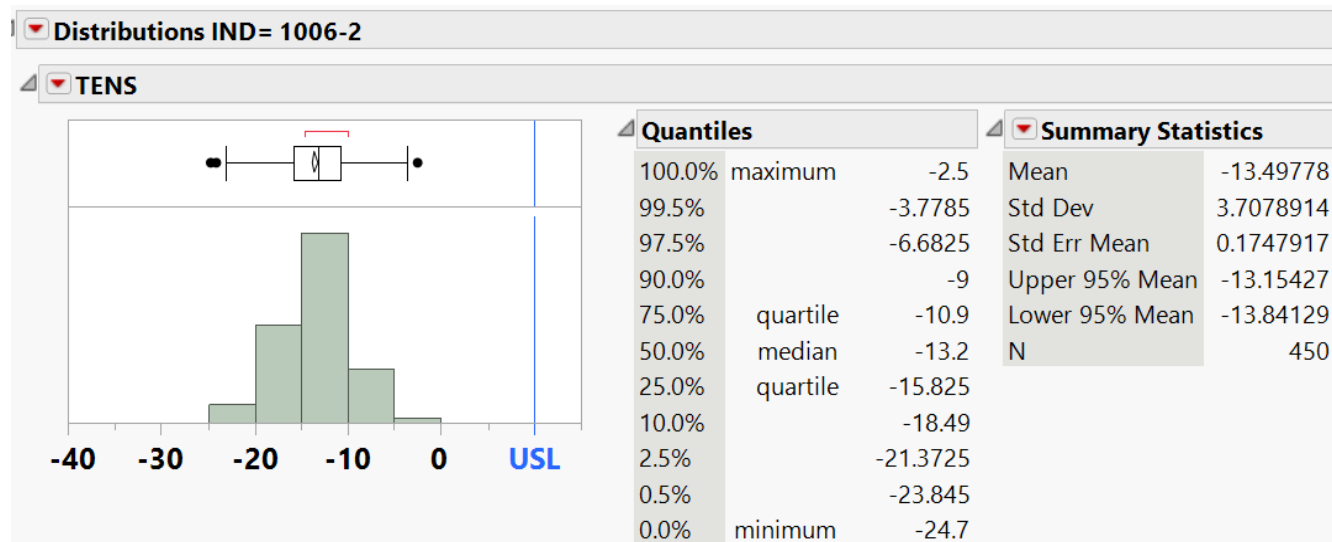 Distributions IND= 1006-2
TENS
-40 -30 -20 -10 0 USL
Quantiles
100.0% maximum -2.5
99.5% -3.7785
97.5% -6.6825
90.0% -9
75.0% quartile -10.9
50.0% median -13.2
25.0% quartile -15.825
10.0% -18.49
2.5% -21.3725
0.5% -23.845
0.0% minimum -24.7
Summary Statistics
Mean -13.49778
Std Dev 3.7078914
Std Err Mean 0.1747917
Upper 95% Mean -13.15427
Lower 95% Mean -13.84129
N 450